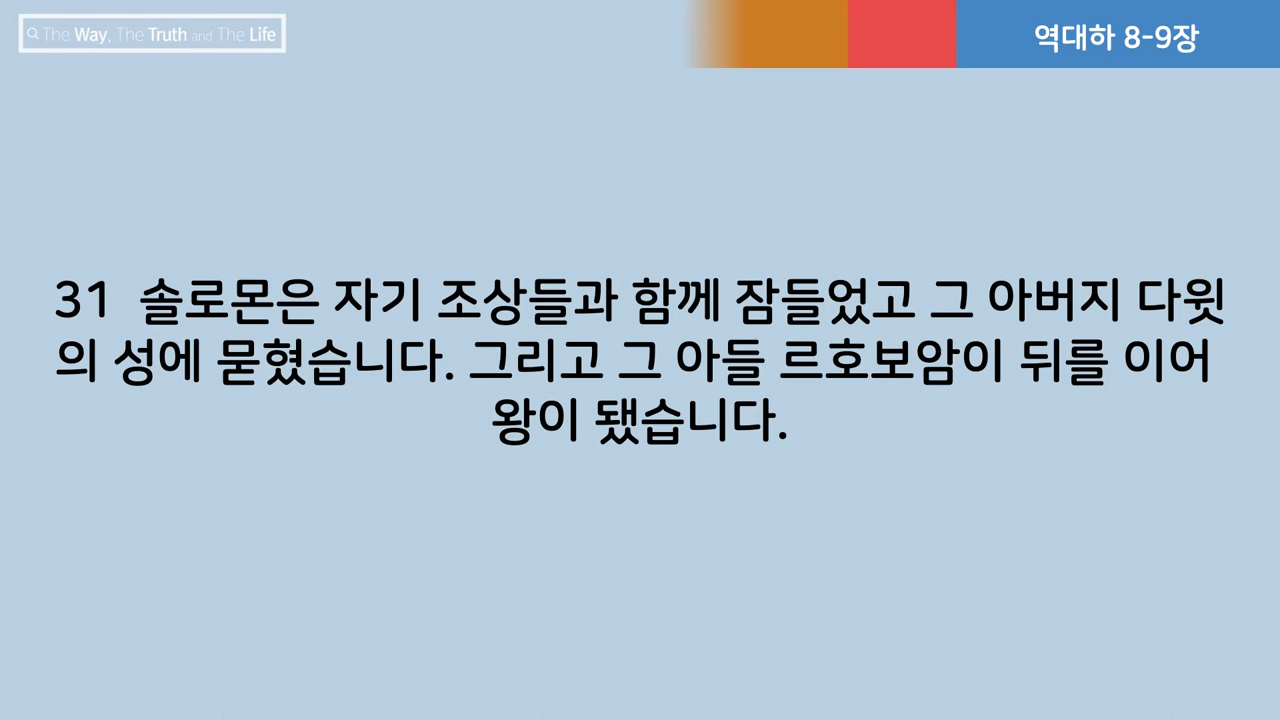 The Way, The Truth and The Life
역대하 8-9장
31 솔로몬은 자기 조상들과 함께 잠들었고 그 아버지 다윗
의 성에 묻혔습니다. 그리고 그 아들 르호보암이 뒤를 이어
왕이 됐습니다.